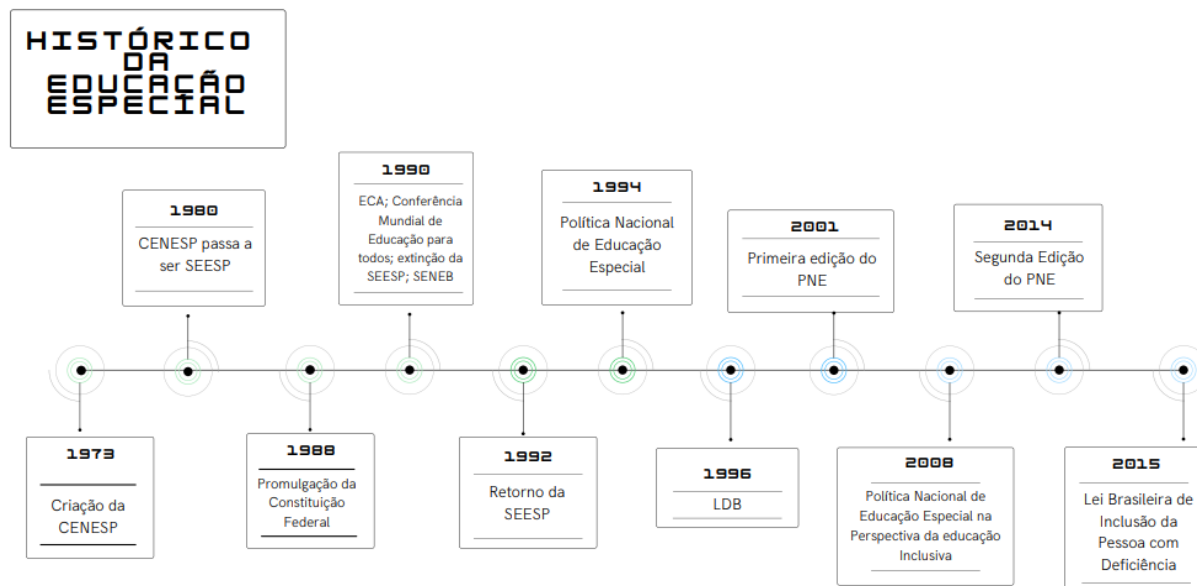 HISTÓRICO
DA
EDUCAÇÃO
ESPECIAL
1973
Criação da
CENESP
1980
CENESP passa a
ser SEESP
1988
Promulgação da
Constituição
Federal
1990
ECA; Conferência
Mundial de
Educação para
todos; extinção da
SEESP; SENEB
1992
Retorno da
SEESP
1994
Política Nacional
de Educação
Especial
1996
LDB
2001
Primeira edição do
PNE
2008
Política Nacional de
Educação Especial na
Perspectiva da educação
Inclusiva
2014
Segunda Edição
do PNE
2015
Lei Brasileira de
Inclusão da
Pessoa com
Deficiência